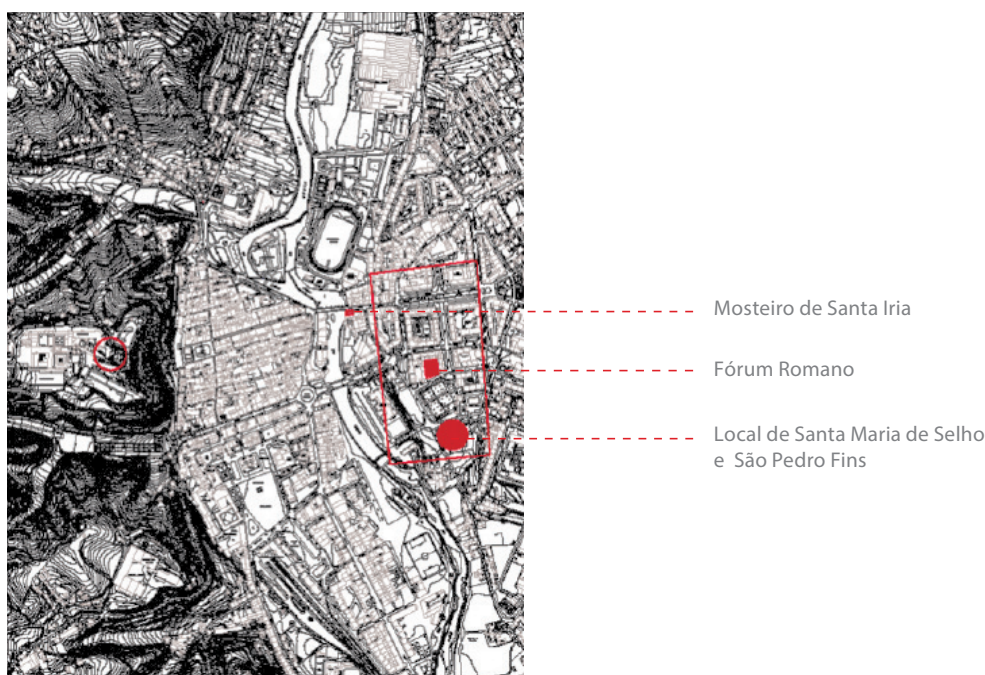 Mosteiro de Santa Iria
Fórum Romano
Local de Santa Maria de Selho
e São Pedro Fins